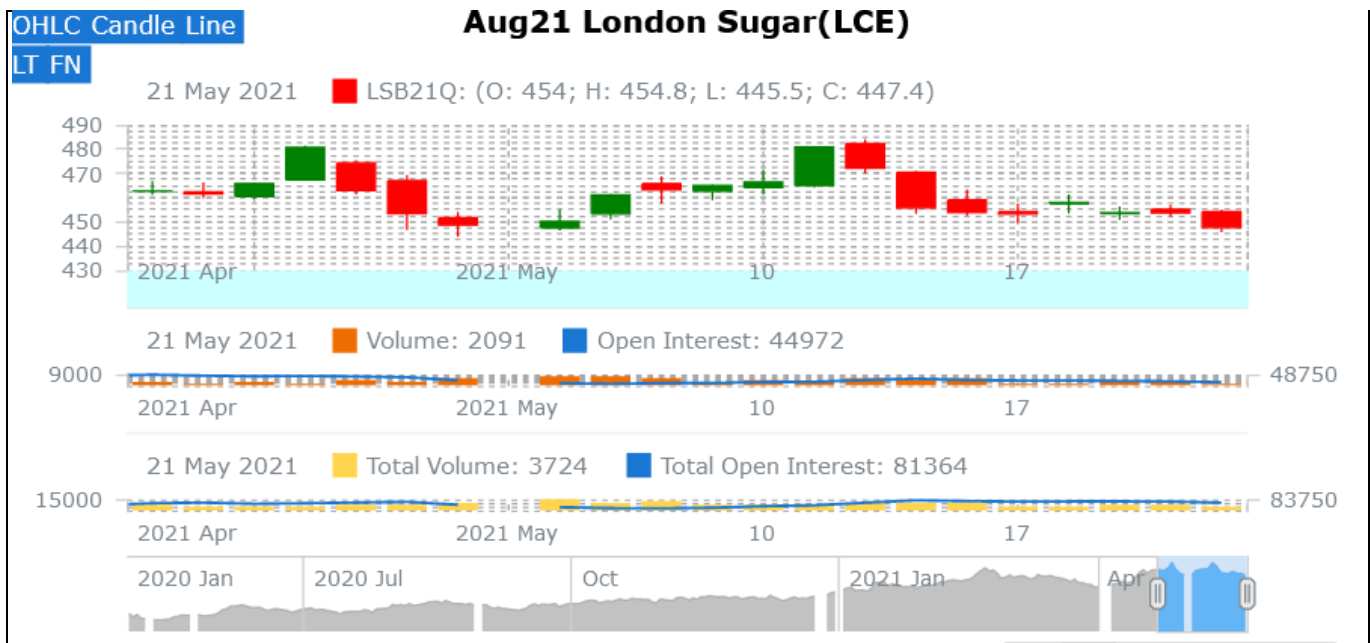 OHLC Candle Line
Aug21 London Sugar(LCE)
LT FN
21 May 2021 LSB21Q: (O: 454; H: 454.8; L: 445.5; C: 447.4)
490
480
470
450
440
430
2021 Apr 2021 May 10 17
21 May 2021 Volume: 2091 Open Interest: 44972
9000 48750
2021 Apr 2021 May 10 17
21 May 2021 Total Volume: 3724 Total Open Interest: 81364
15000 83750
2021 Apr 2021 May 10 17
2020 Jan 2020 Jul Oct 2021 Jan Apr